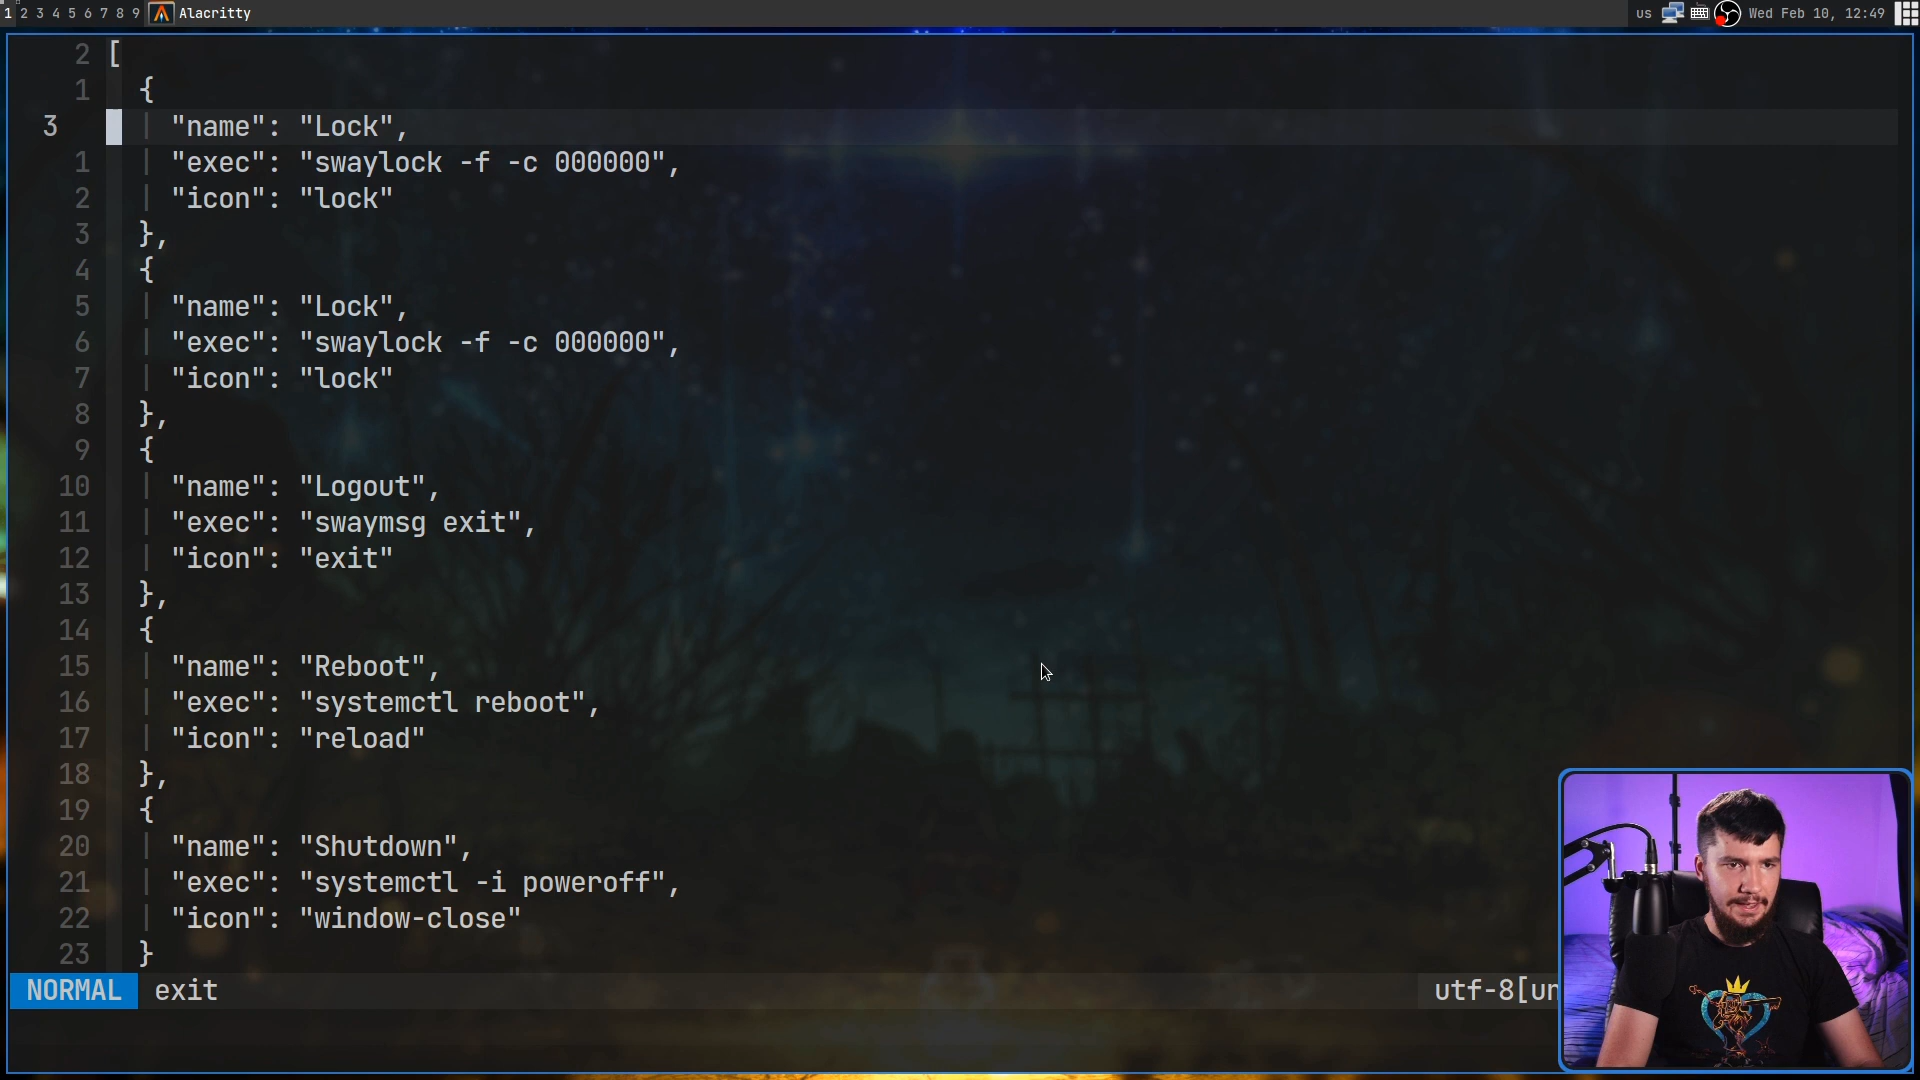 1 2 3 4 5 6 7 8 9 Alacritty us Wed Feb 10, 12:49
2 [
1 {
3 "name": "Lock",
1 "exec": "swaylock -f -c 000000",
2 "icon": "lock"
3 },
4 {
5 "name": "Lock",
6 "exec": "swaylock -f -c 000000",
7 "icon": "lock"
8 },
9 {
10 "name": "Logout",
11 "exec": "swaymsg exit",
12 "icon": "exit"
13 },
14 {
15 "name": "Reboot",
16 "exec": "systemctl reboot",
17 "icon": "reload"
18 },
19 {
20 "name": "Shutdown",
21 "exec": "systemctl -i poweroff",
22 "icon": "window-close"
23 }
NORMAL exit utf-8[un